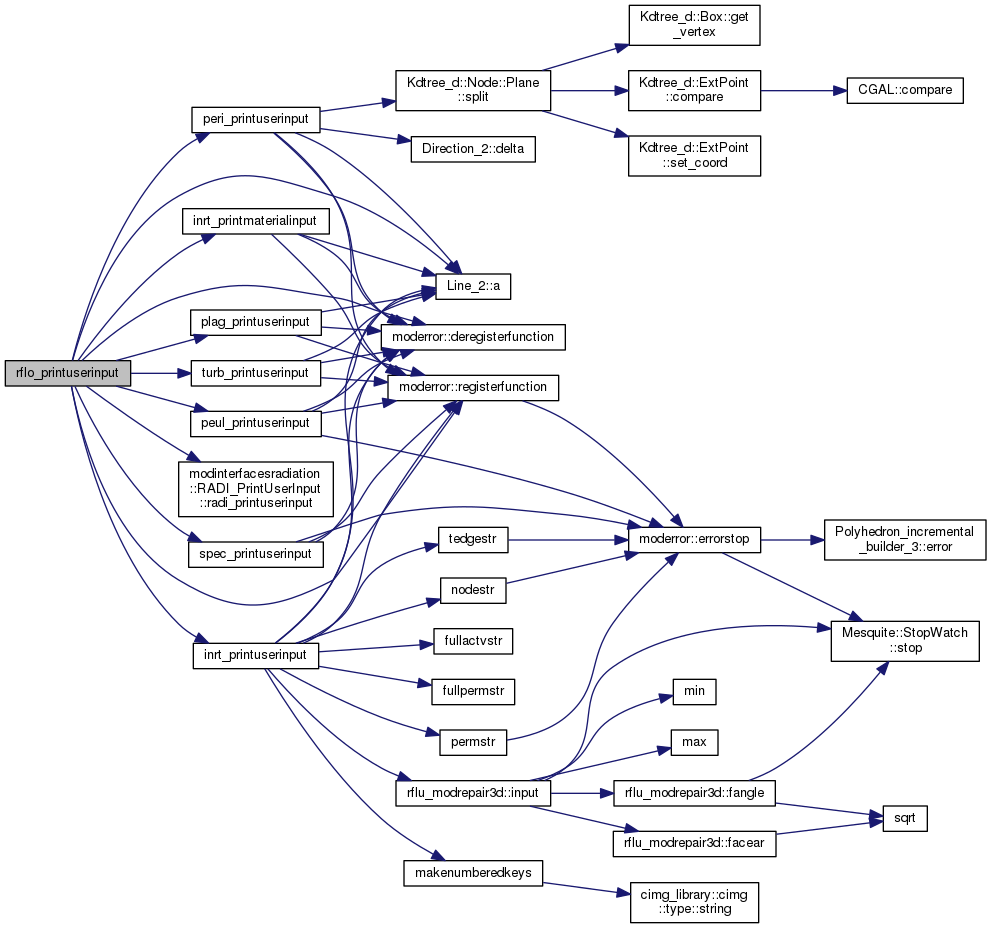 Kdtree_d::Box::get
_vertex
Kdtree_d::Node::Plane
::split
Kdtree_d::ExtPoint
::compare
CGAL::compare
peri_printuserinput
Direction_2::delta
Kdtree_d::ExtPoint
::set_coord
inrt_printmaterialinput
Line_2::a
plag_printuserinput
moderror::deregisterfunction
rflo_printuserinput
turb_printuserinput
moderror::registerfunction
peul_printuserinput
modinterfacesradiation
::RADI_PrintUserInput
::radi_printuserinput
spec_printuserinput
tedgestr
moderror::errorstop
Polyhedron_incremental
_builder_3::error
nodestr
inrt_printuserinput
fullactvstr
Mesquite::StopWatch
::stop
fullpermstr
min
permstr
max
rflu_modrepair3d::input
rflu_modrepair3d::fangle
sqrt
rflu_modrepair3d::facear
makenumberedkeys
cimg_library::cimg
::type::string